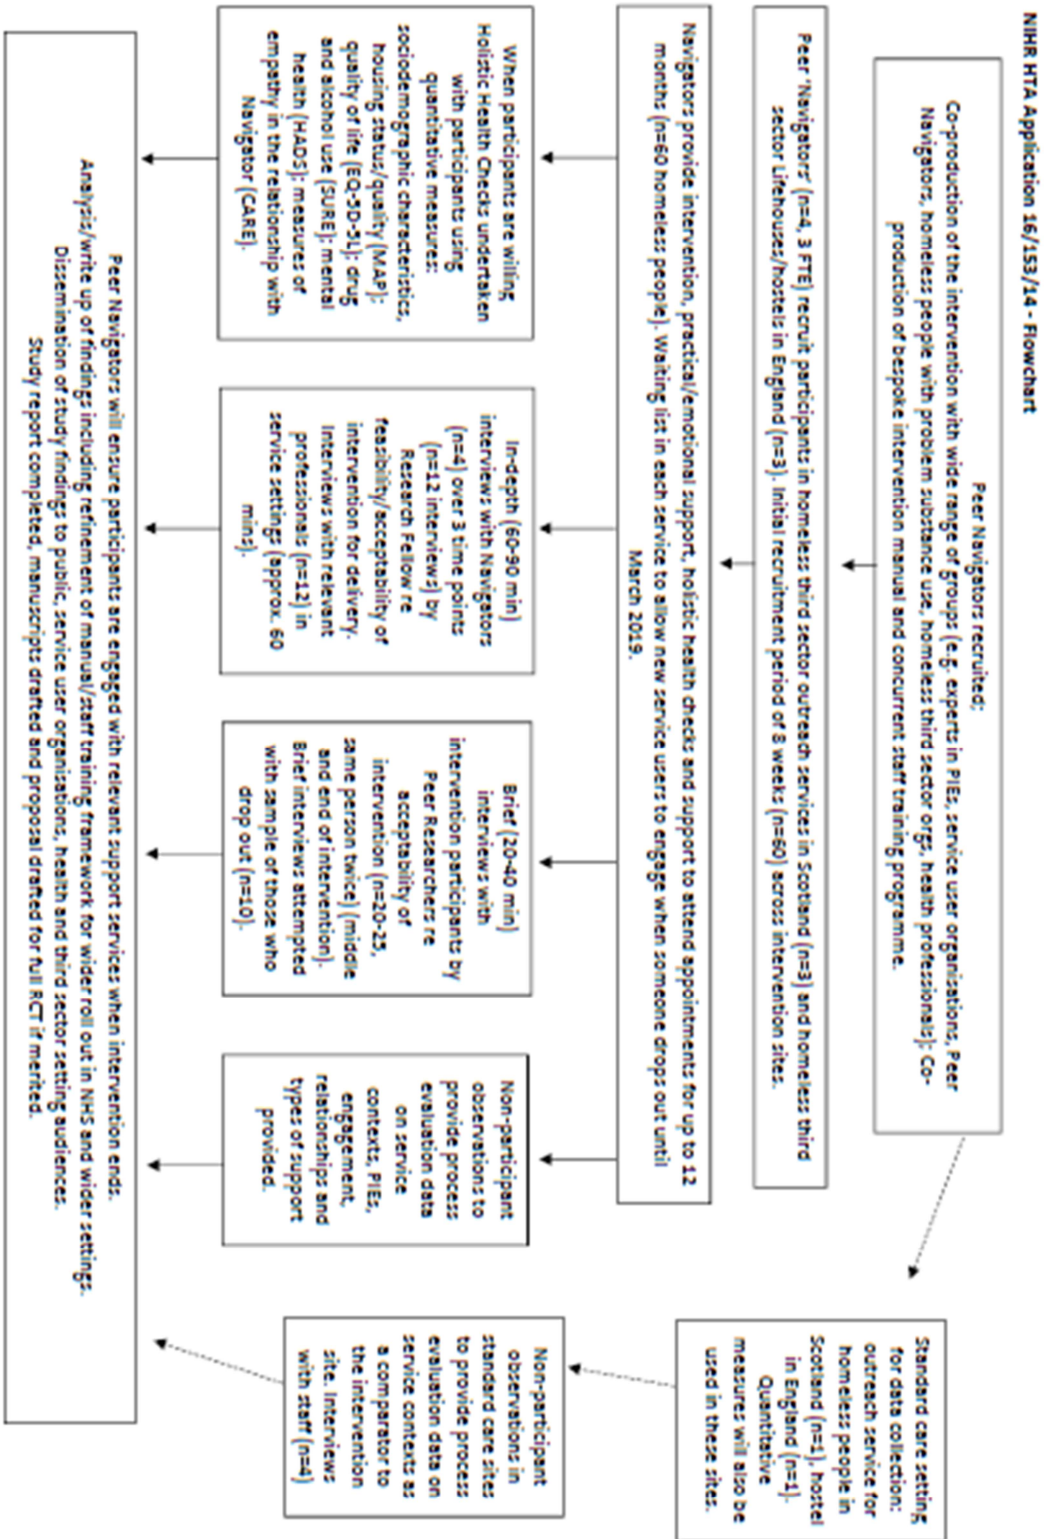 NIHR HTA Application 16/153/14 - Flowchart
Peer Navigators recruited;
Co-production of the intervention with wide range of groups (e.g. experts in PIEs, service user organisations, Peer
Navigators, homeless people with problem substance use, homeless third sector orgs, health professionals); Co-
production of bespoke intervention manual and concurrent staff training programme.
Peer 'Navigators' (n=4, 3 FTE) recruit participants in homeless third sector outreach services in Scotland (n=3) and homeless third
sector Lifehouses/hostels in England (n=3). Initial recruitment period of 8 weeks (n=60) across intervention sites.
Navigators provide intervention, practical/emotional support, holistic health checks and support to attend appointments for up to 12
months (n=60 homeless people). Waiting list in each service to allow new service users to engage when someone drops out until
March 2019.
When participants are willing
Holistic Health Checks undertaken
with participants using
quantitative measures:
sociodemographic characteristics,
housing status/quality (MAP);
quality of life (EQ-5D-5L); drug
and alcohol use (SURE); mental
health (HADS); measures of
empathy in the relationship with
Navigator (CARE).
In-depth (60-90 min)
interviews with Navigators
(n=4) over 3 time points
(n=12 interviews) by
Research Fellow re
feasibility/acceptability of
intervention for delivery.
Interviews with relevant
professionals (n=12) in
service settings (approx. 60
mins).
Brief (20-40 min)
interviews with
intervention participants by
Peer Researchers re
acceptability of
intervention (n=20-25,
same person twice) (middle
and end of intervention).
Brief interviews attempted
with sample of those who
drop out (n=10).
Non-participant
observations to
provide process
evaluation data
on service
contexts, PIEs,
engagement,
relationships and
types of support
provided.
Standard care setting
for data collection:
outreach service for
homeless people in
Scotland (n=1), hostel
in England (n=1).
Quantitative
measures will also be
used in these sites.
Non-participant
observations in
standard care sites
to provide process
evaluation data on
service contexts as
a comparator to
the intervention
site. Interviews
with staff (n=4)
Peer Navigators will ensure participants are engaged with relevant support services when intervention ends.
Analysis/write up of findings including refinement of manual/staff training framework for wider roll out in NHS and wider settings.
Dissemination of study findings to public, service user organisations, health and third sector setting audiences.
Study report completed, manuscripts drafted and proposal drafted for full RCT if merited.